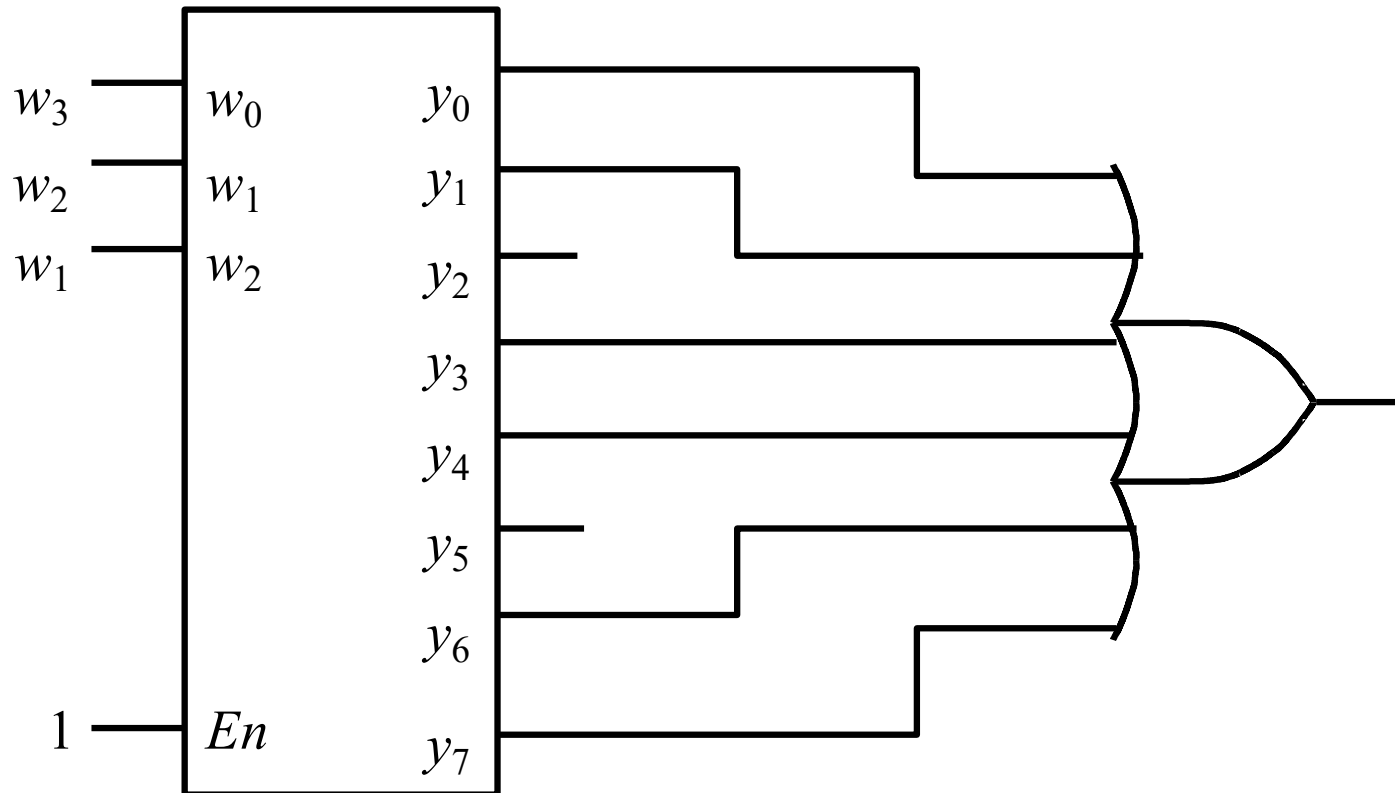 w₃ w₀ y₀
w₂ w₁ y₁
w₁ w₂ y₂
y₃
y₄
y₅
y₆
1 En y₇